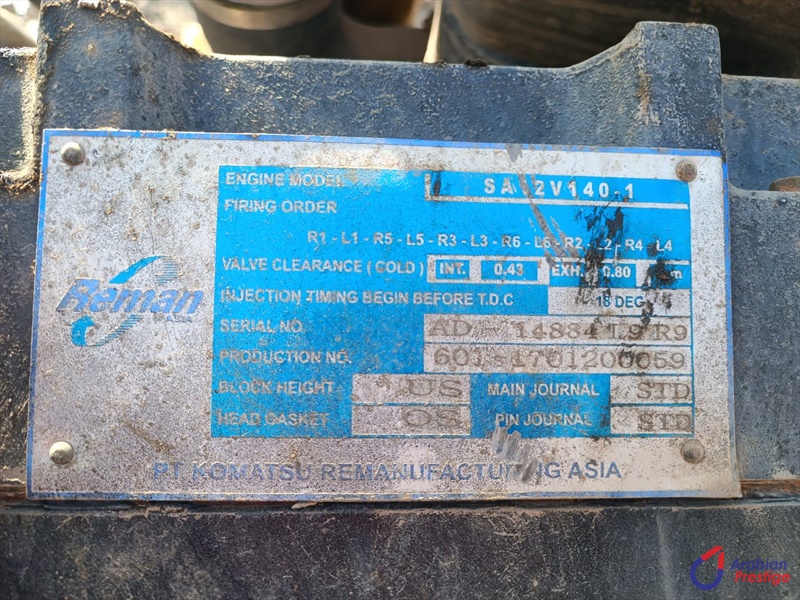 ENGINE MODEL SA12V140-1
FIRING ORDER
R1 - L1 - R5 - L5 - R3 - L3 - R6 - L6 - R2 - L2 - R4 - L4
VALVE CLEARANCE ( COLD ) INT. 0.43 EXH. 0.80 mm
INJECTION TIMING BEGIN BEFORE T.D.C 18 DEG
Reman
SERIAL NO. AD - 14884 L9 R9
PRODUCTION NO. 601-1701200059
BLOCK HEIGHT US MAIN JOURNAL STD
HEAD GASKET OS PIN JOURNAL STD
PT KOMATSU REMANUFACTURING ASIA
Arabian
Prestige